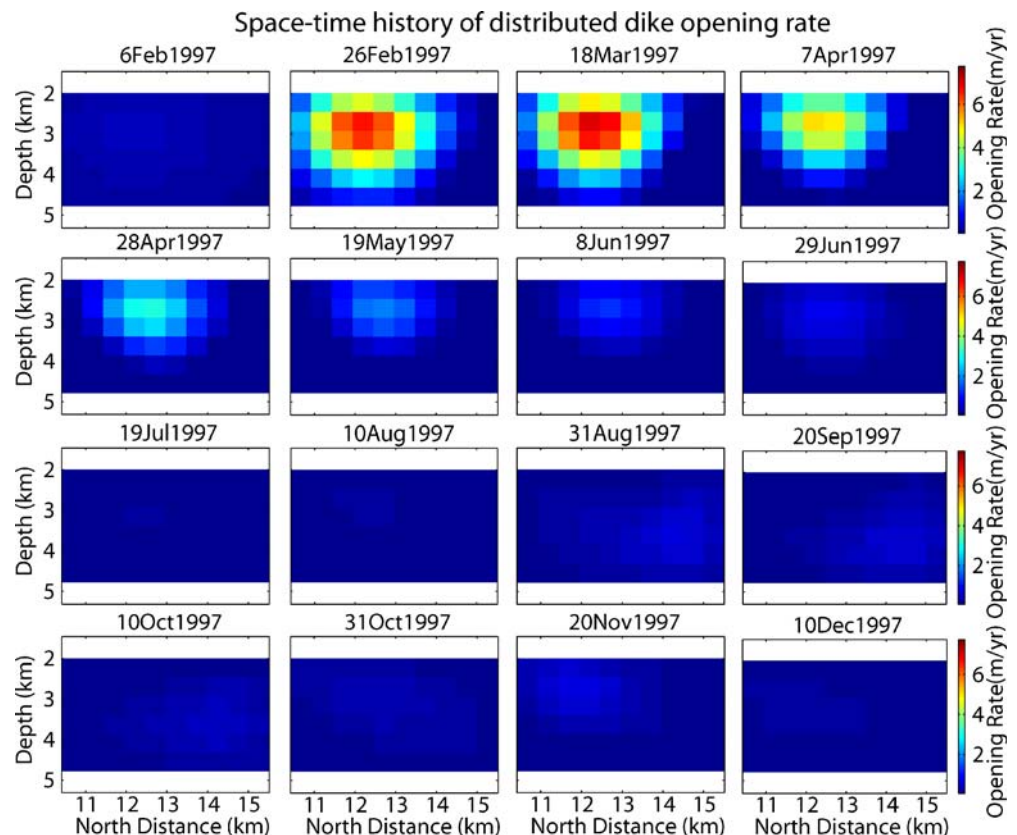 Space-time history of distributed dike opening rate
6Feb1997 26Feb1997 18Mar1997 7Apr1997
2
3
4
5
Depth (km)
6
4
2
Opening Rate(m/yr)
28Apr1997 19May1997 8Jun1997 29Jun1997
2
3
4
5
Depth (km)
6
4
2
Opening Rate(m/yr)
19Jul1997 10Aug1997 31Aug1997 20Sep1997
2
3
4
5
Depth (km)
6
4
2
Opening Rate(m/yr)
10Oct1997 31Oct1997 20Nov1997 10Dec1997
2
3
4
5
Depth (km)
6
4
2
Opening Rate(m/yr)
11 12 13 14 15 11 12 13 14 15 11 12 13 14 15 11 12 13 14 15
North Distance (km) North Distance (km) North Distance (km) North Distance (km)